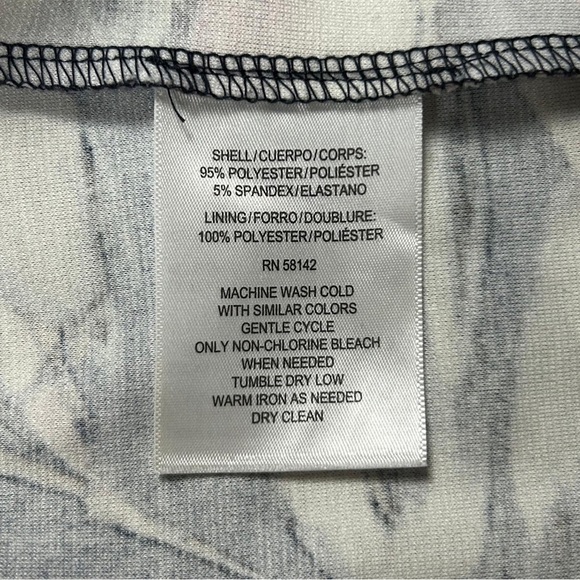 SHELL/CUERPO/CORPS:
95% POLYESTER/POLIÉSTER
5% SPANDEX/ELASTANO
LINING/FORRO/DOUBLURE:
100% POLYESTER/POLIÉSTER
RN 58142
MACHINE WASH COLD
WITH SIMILAR COLORS
GENTLE CYCLE
ONLY NON-CHLORINE BLEACH
WHEN NEEDED
TUMBLE DRY LOW
WARM IRON AS NEEDED
DRY CLEAN